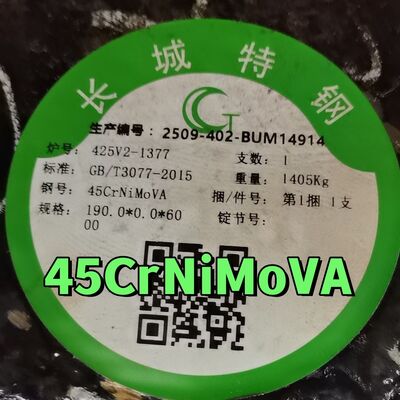 长城特钢
CG
生产编号：2509-402-BUM14914
炉号：425V2-1377 支数：1
标准：GB/T3077-2015 重量：1405Kg
钢号：45CrNiMoVA 捆/件号：第1捆 1支
规格：190.0*0.0*60 锭节号：
00
45CrNiMoVA